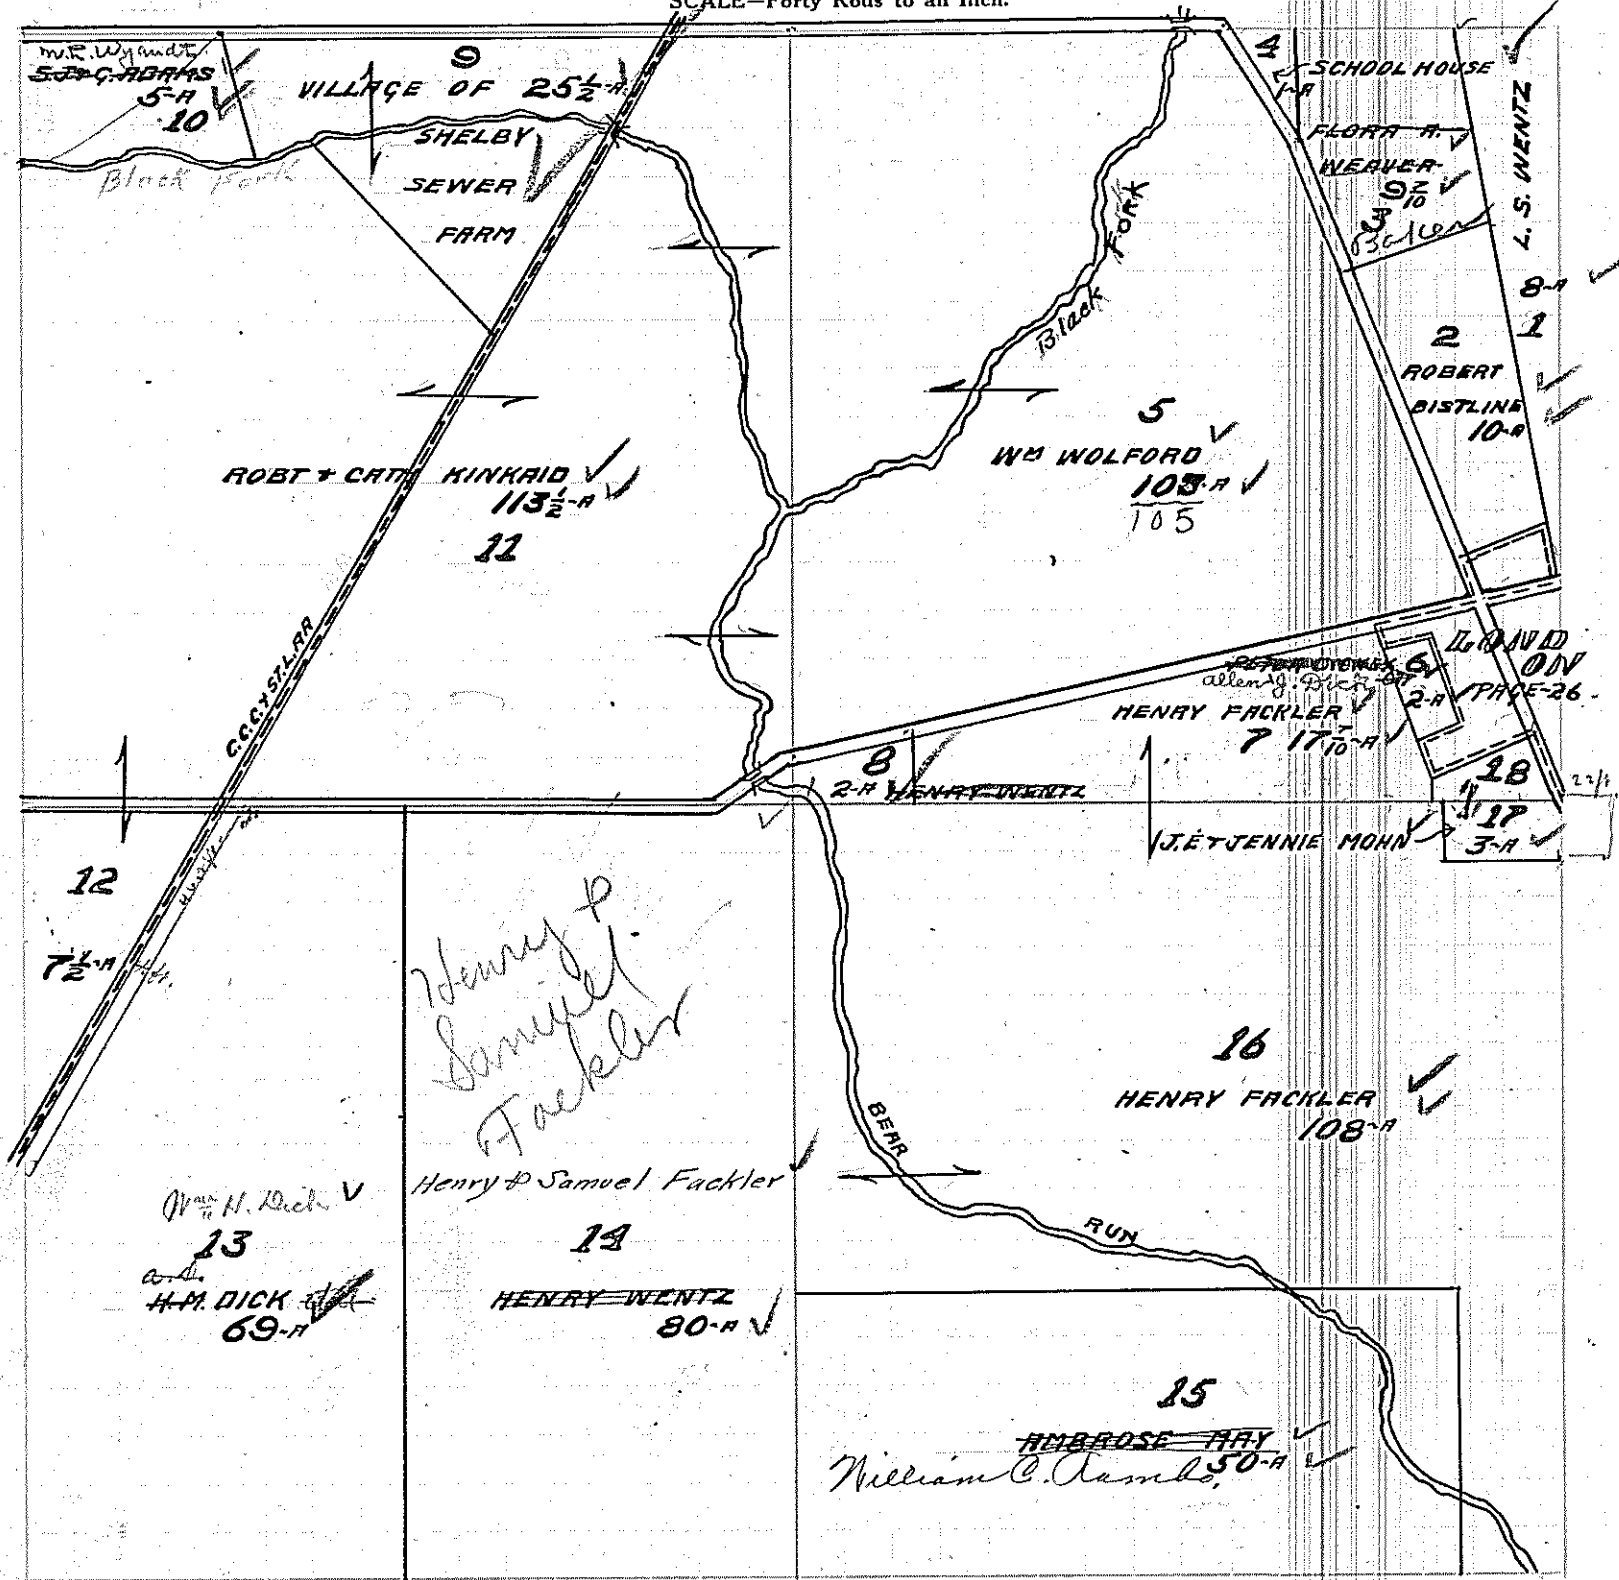 SCALE—Forty Rods to an Inch.
M.E. Wyandt
S.J. & G. ADAMS
5-A
10
Black Fork
9
VILLAGE OF 25½-A
SHELBY
SEWER
FARM
4
SCHOOL HOUSE
1-A
FLORA A.
WEAVER
9 2/10
3
Baker
L. S. WENTZ
8-A
1
2
ROBERT
BISTLINE
10-A
Black FORK
5
WM WOLFORD
103-A
105
ROBT & CATH KINKAID
113½-A
11
C.C.C. & ST. L. RR
LOND
ON
PAGE-26
6
2-A
Allen J. Dick
HENRY FACKLER
7 17 7/10-A
8
2-A HENRY WENTZ
18
17
3-A
J.E & JENNIE MOHN
12
7½-A
Henry &
Samuel
Fackler
16
HENRY FACKLER
108-A
BEAR
RUN
Wm H. Dick
13
a.d.
H.M. DICK
69-A
Henry & Samuel Fackler
14
HENRY WENTZ
80-A
15
AMBROSE MAY
50-A
William C.